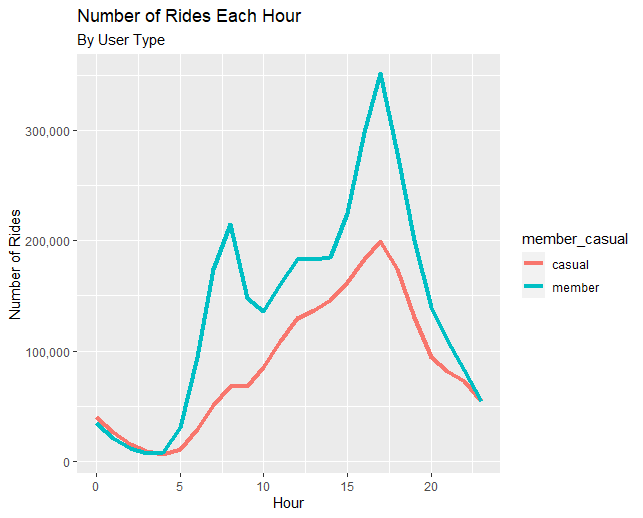 Number of Rides Each Hour
By User Type
Number of Rides
300,000
200,000
100,000
0
0 5 10 15 20
Hour
member_casual
casual
member